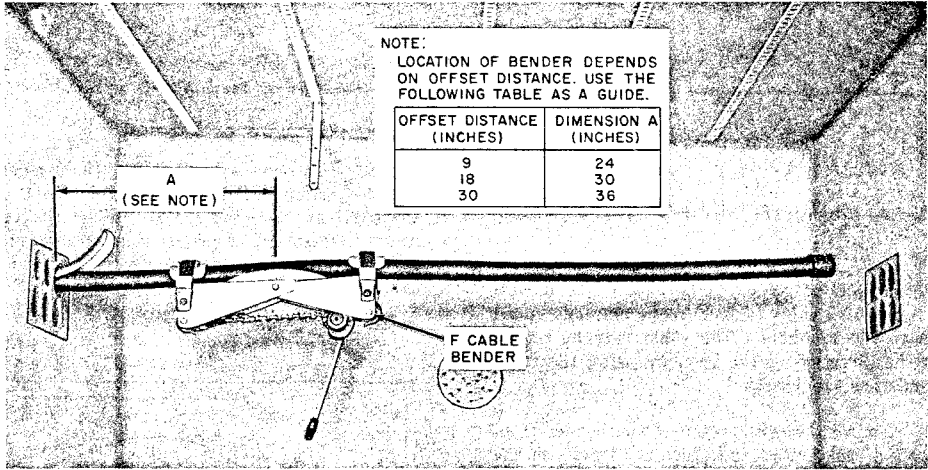 NOTE:
LOCATION OF BENDER DEPENDS
ON OFFSET DISTANCE. USE THE
FOLLOWING TABLE AS A GUIDE.
OFFSET DISTANCE
(INCHES)
DIMENSION A
(INCHES)
9 24
18 30
30 36
A
(SEE NOTE)
F CABLE
BENDER